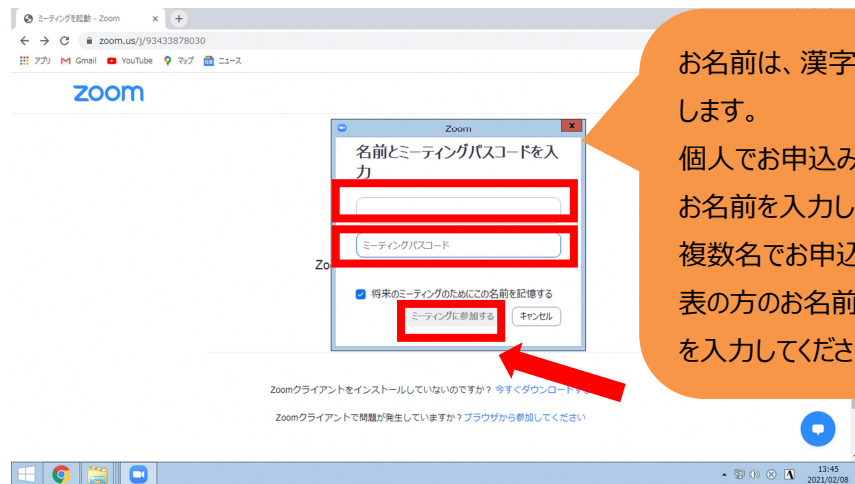 ミーティングを起動 - Zoom
zoom.us/j/93433878030
アプリ Gmail YouTube マップ ニュース
zoom
Zoom
名前とミーティングパスコードを入
力
ミーティングパスコード
Zo
将来のミーティングのためにこの名前を記憶する
ミーティングに参加する キャンセル
Zoomクライアントをインストールしていないのですか？今すぐダウンロードする
Zoomクライアントで問題が発生していますか？ブラウザから参加してください
お名前は、漢字
します。
個人でお申込み
お名前を入力し
複数名でお申込
表の方のお名前
を入力してくださ
13:45
2021/02/08